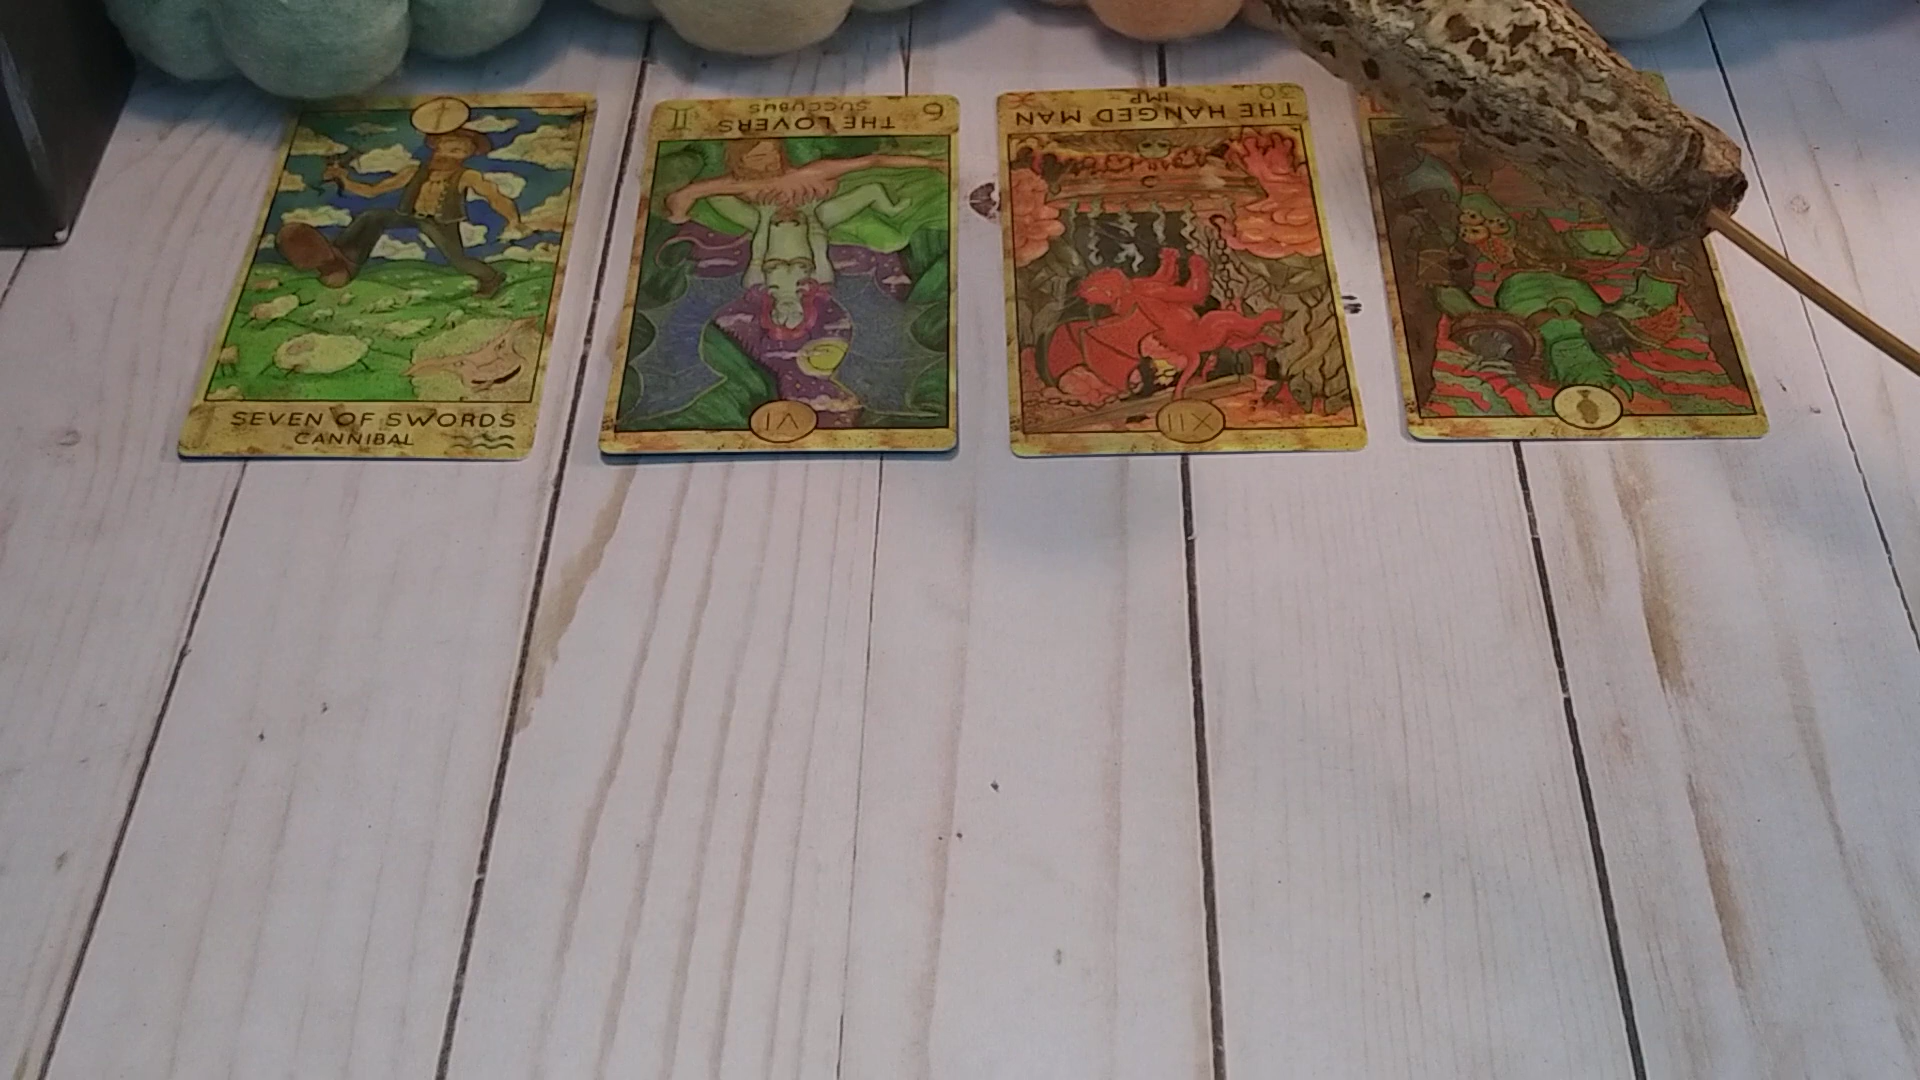 SEVEN OF SWORDS
CANNIBAL
6
THE LOVERS
SUCCUBUS
VI
THE HANGED MAN
IMP
XII